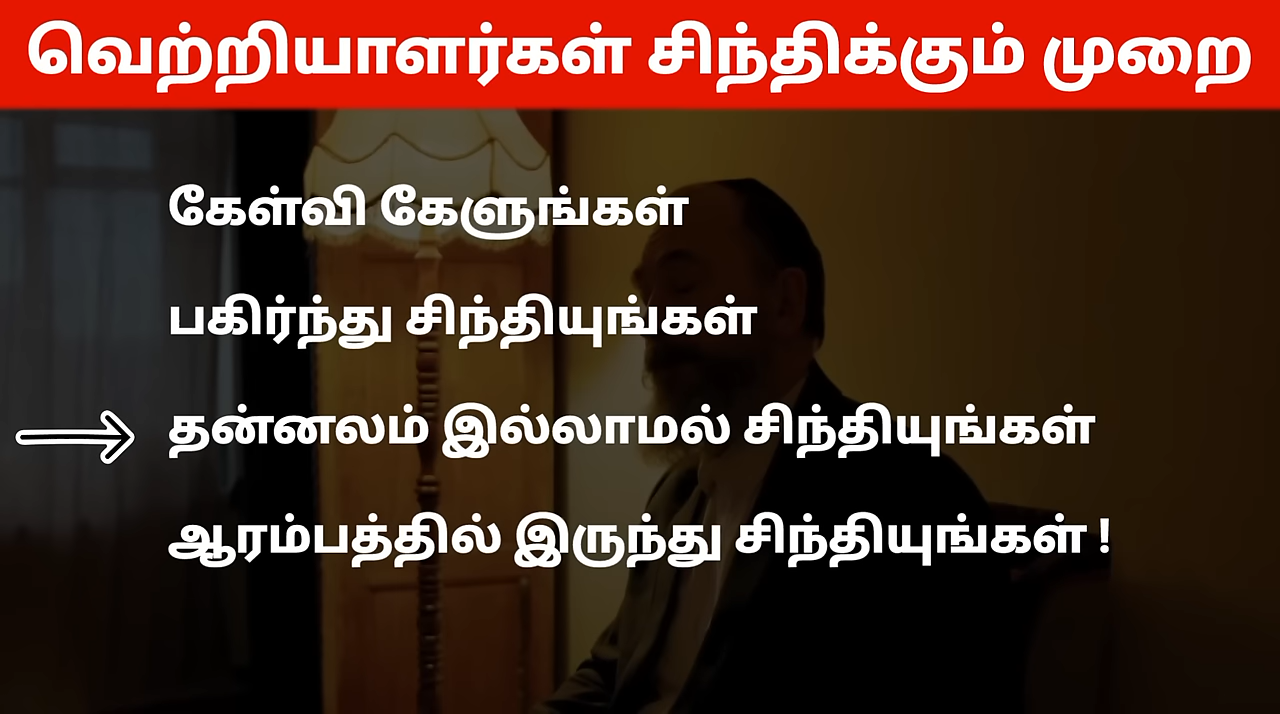 வெற்றியாளர்கள் சிந்திக்கும் முறை
கேள்வி கேளுங்கள்
பகிர்ந்து சிந்தியுங்கள்
தன்னலம் இல்லாமல் சிந்தியுங்கள்
ஆரம்பத்தில் இருந்து சிந்தியுங்கள் !